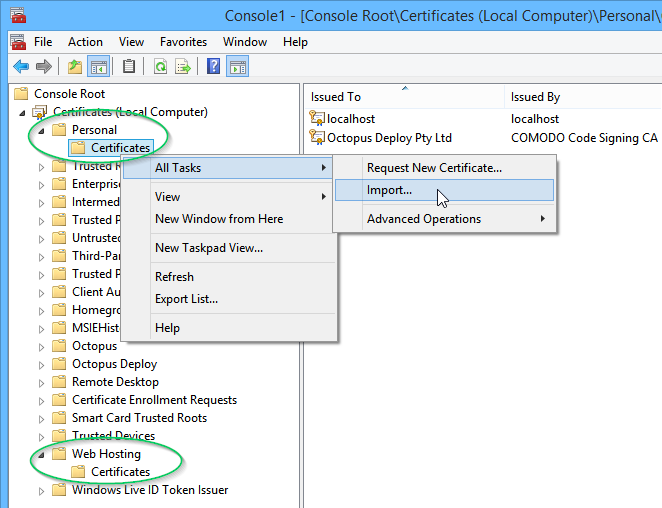 Console1 - [Console Root\Certificates (Local Computer)\Personal\
File Action View Favorites Window Help
Console Root
Certificates (Local Computer)
Personal
Certificates
Trusted R
Enterprise
Intermed
Trusted P
Untrusted
Third-Par
Trusted P
Client Au
Homegro
MSIEHist
Octopus
Octopus Deploy
Remote Desktop
Certificate Enrollment Requests
Smart Card Trusted Roots
Trusted Devices
Web Hosting
Certificates
Windows Live ID Token Issuer
All Tasks
View
New Window from Here
New Taskpad View...
Refresh
Export List...
Help
Request New Certificate...
Import...
Advanced Operations
Issued To Issued By
localhost localhost
Octopus Deploy Pty Ltd COMODO Code Signing CA